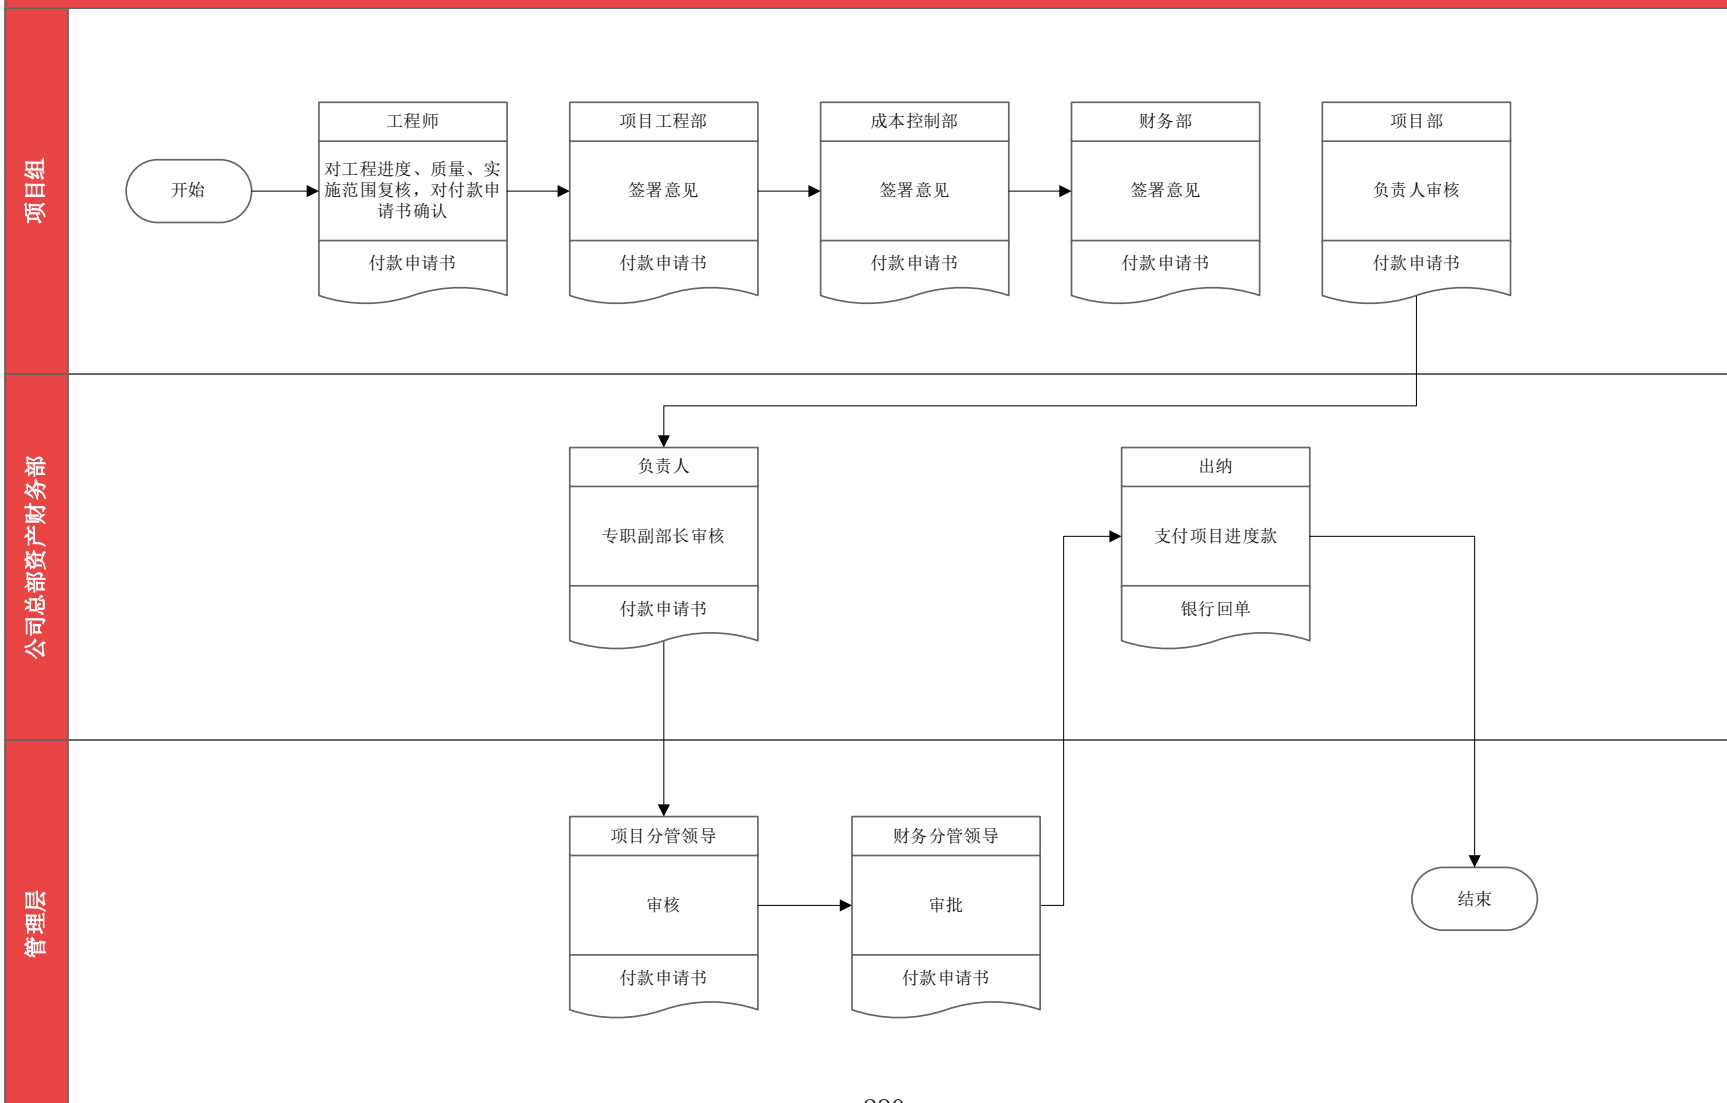 项目组
开始
工程师
对工程进度、质量、实
施范围复核，对付款申
请书确认
付款申请书
项目工程部
签署意见
付款申请书
成本控制部
签署意见
付款申请书
财务部
签署意见
付款申请书
项目部
负责人审核
付款申请书
公司总部资产财务部
负责人
专职副部长审核
付款申请书
出纳
支付项目进度款
银行回单
管理层
项目分管领导
审核
付款申请书
财务分管领导
审批
付款申请书
结束